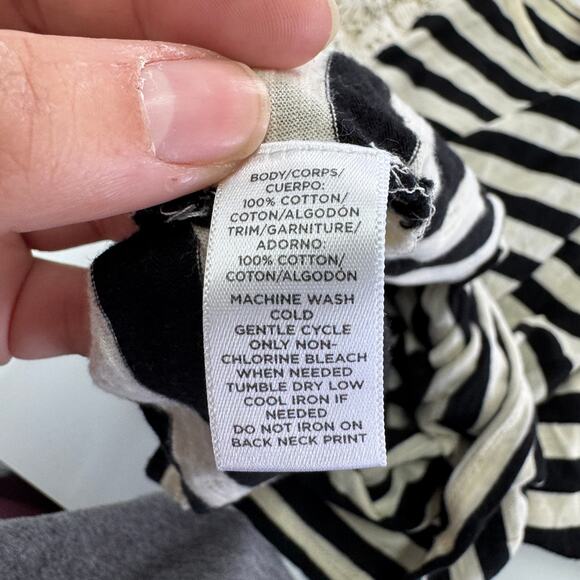 BODY/CORPS/
CUERPO:
100% COTTON/
COTON/ALGODÓN
TRIM/GARNITURE/
ADORNO:
100% COTTON/
COTON/ALGODÓN
MACHINE WASH
COLD
GENTLE CYCLE
ONLY NON-
CHLORINE BLEACH
WHEN NEEDED
TUMBLE DRY LOW
COOL IRON IF
NEEDED
DO NOT IRON ON
BACK NECK PRINT